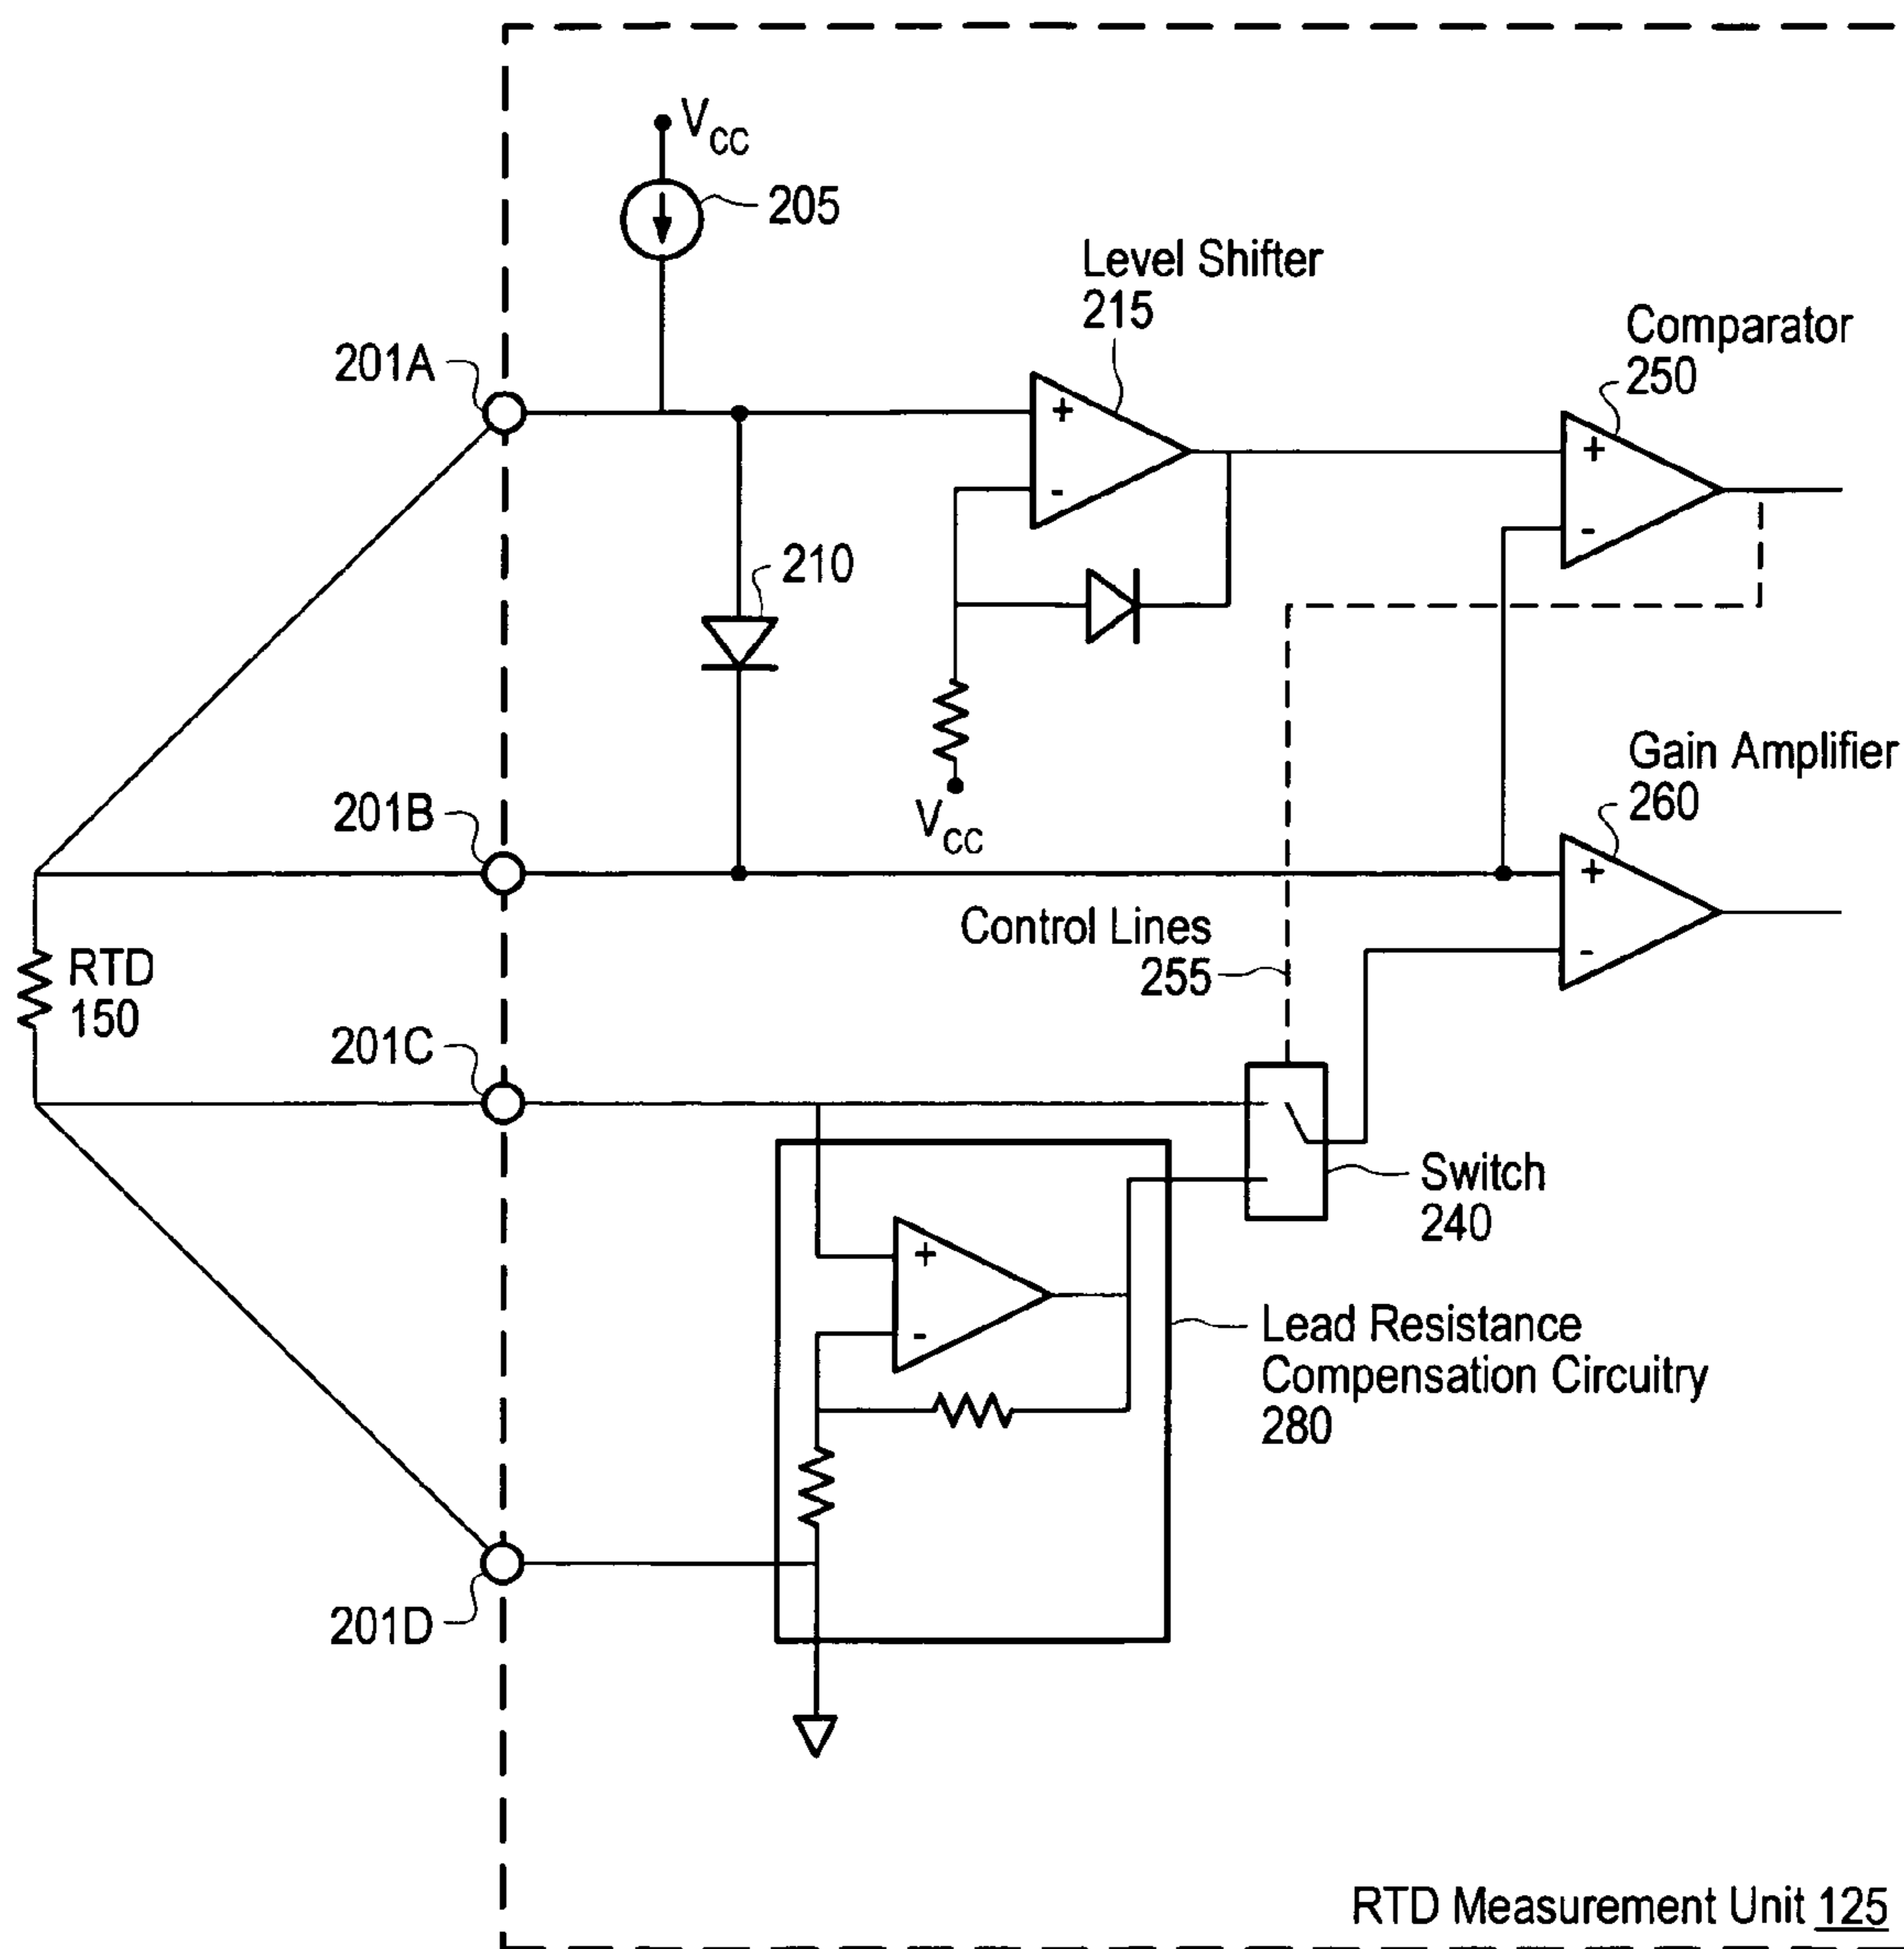 VCC
205
Level Shifter
215
Comparator
250
201A
+
-
+
-
210
VCC
201B
Gain Amplifier
260
+
-
Control Lines
255
RTD
150
201C
Switch
240
+
-
Lead Resistance
Compensation Circuitry
280
201D
RTD Measurement Unit 125